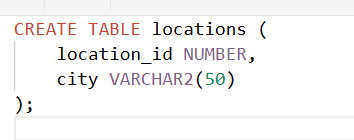 CREATE TABLE locations (
    location_id NUMBER,
    city VARCHAR2(50)
);